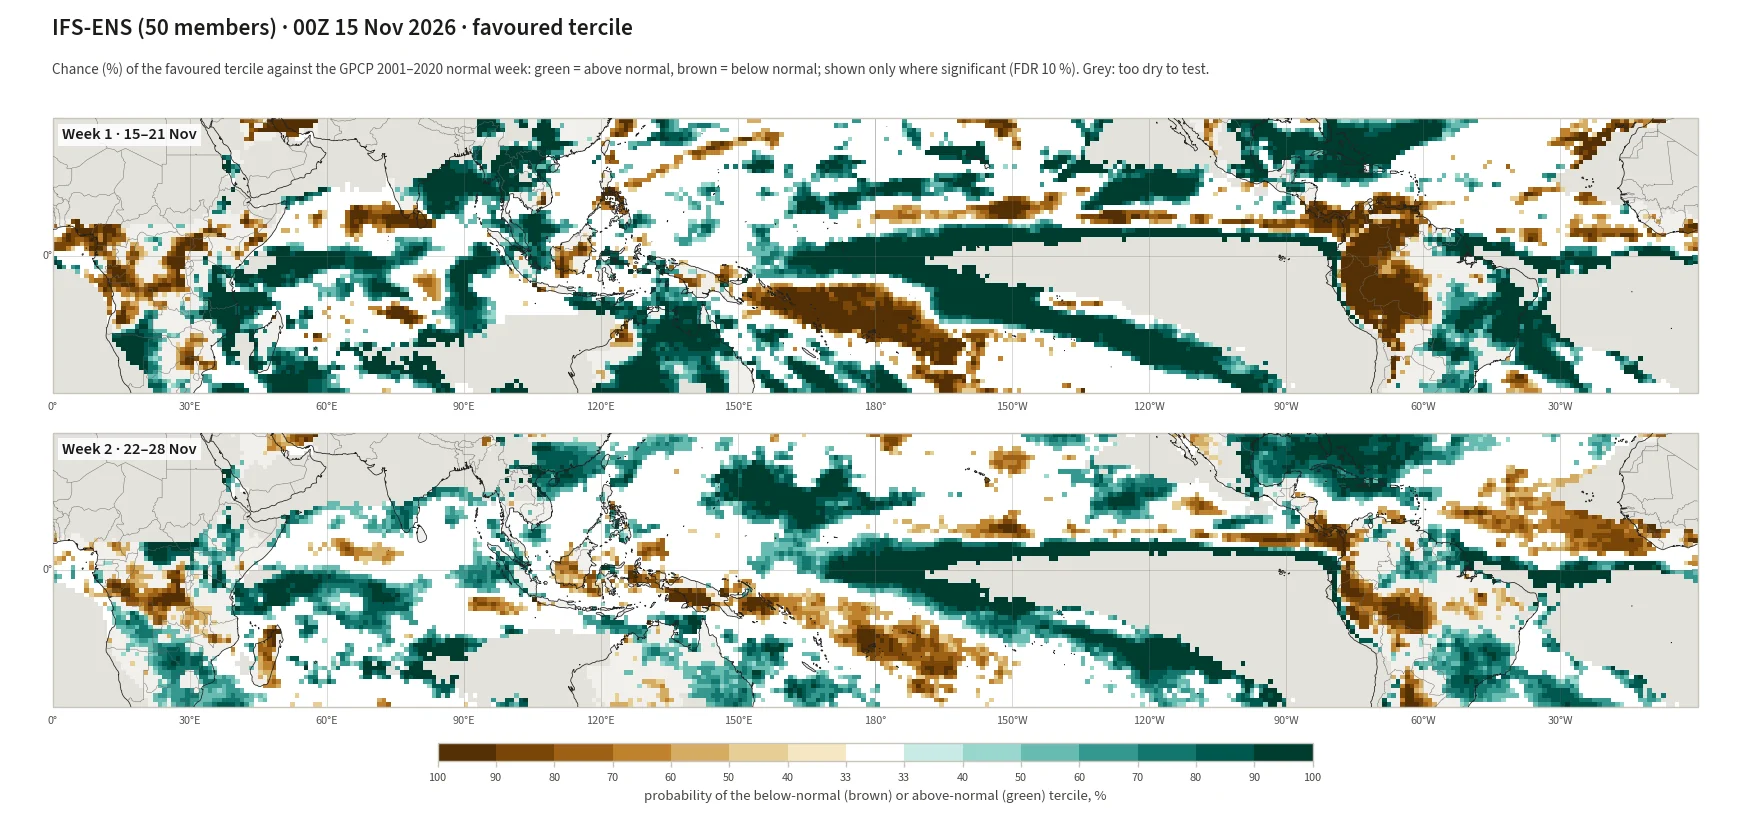 IFS-ENS (50 members) · 00Z 15 Nov 2026 · favoured tercile
Chance (%) of the favoured tercile against the GPCP 2001–2020 normal week: green = above normal, brown = below normal; shown only where significant (FDR 10 %). Grey: too dry to test.
Week 1 · 15–21 Nov
0°
0° 30°E 60°E 90°E 120°E 150°E 180° 150°W 120°W 90°W 60°W 30°W
Week 2 · 22–28 Nov
0°
0° 30°E 60°E 90°E 120°E 150°E 180° 150°W 120°W 90°W 60°W 30°W
100 90 80 70 60 50 40 33 33 40 50 60 70 80 90 100
probability of the below-normal (brown) or above-normal (green) tercile, %